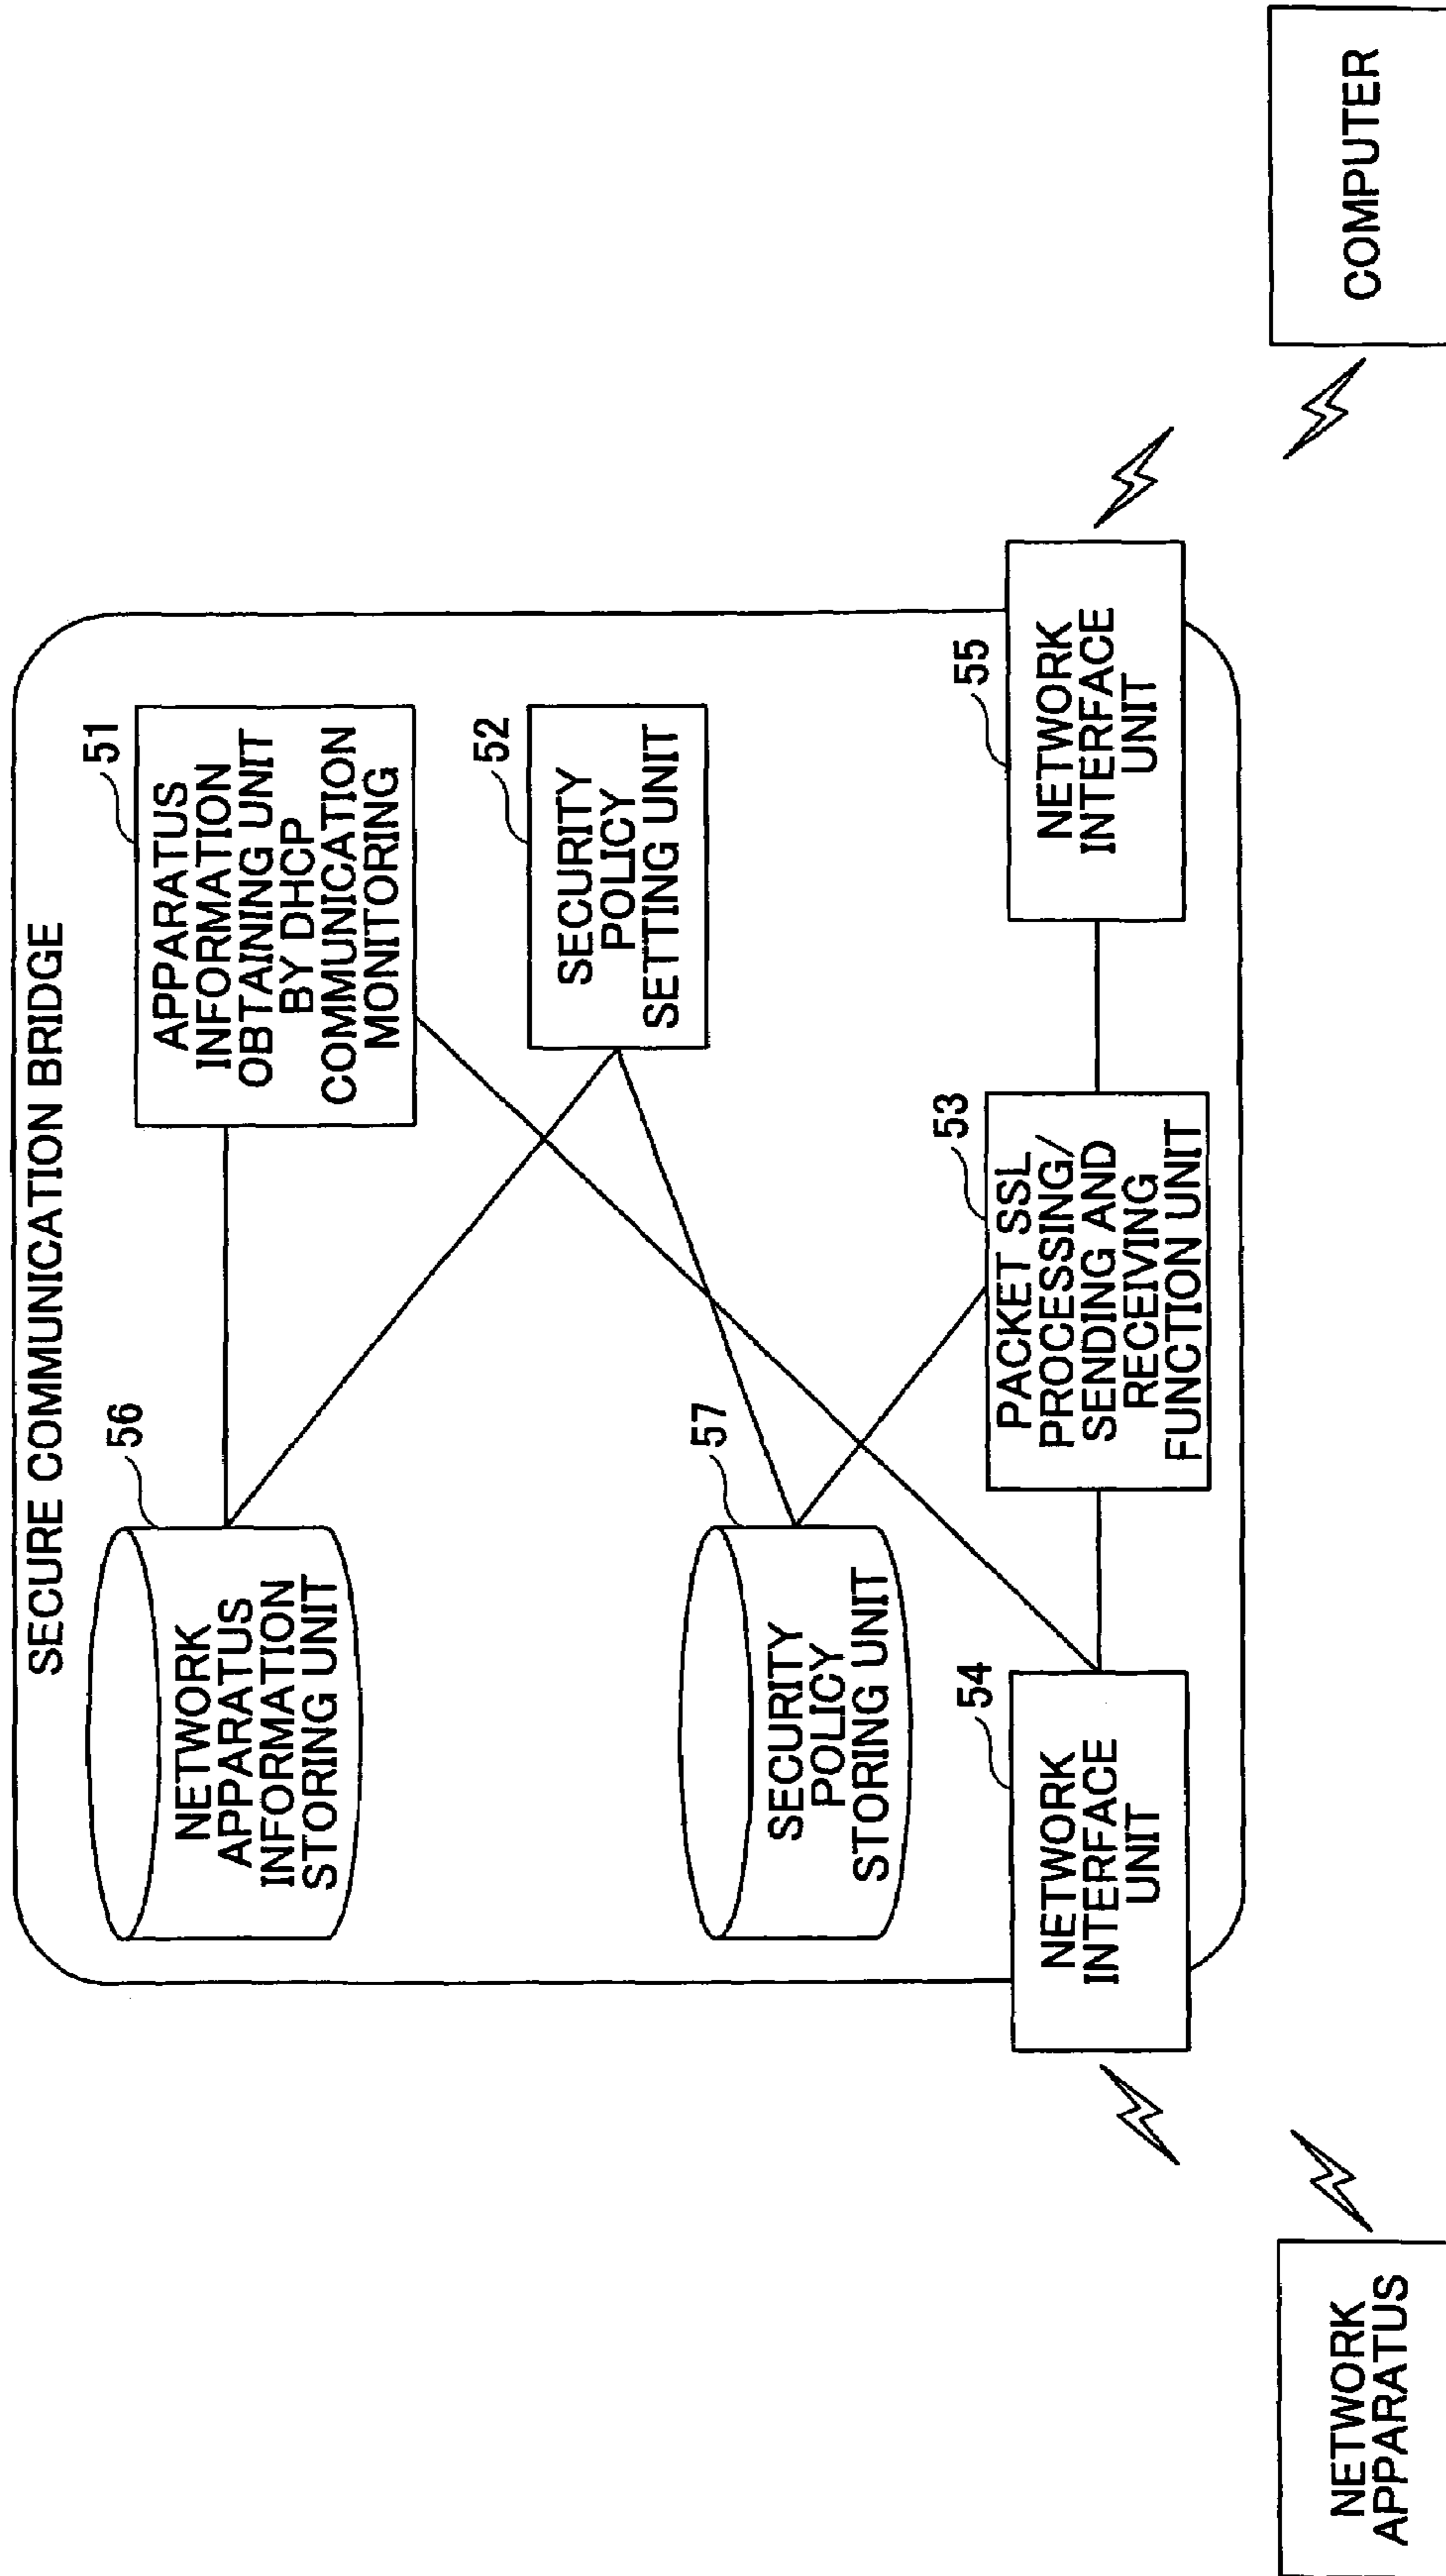 SECURE COMMUNICATION BRIDGE
56
NETWORK
APPARATUS
INFORMATION
STORING UNIT
51
APPARATUS
INFORMATION
OBTAINING UNIT
BY DHCP
COMMUNICATION
MONITORING
52
SECURITY
POLICY
SETTING UNIT
57
SECURITY
POLICY
STORING UNIT
54
NETWORK
INTERFACE
UNIT
53
PACKET SSL
PROCESSING/
SENDING AND
RECEIVING
FUNCTION UNIT
55
NETWORK
INTERFACE
UNIT
NETWORK
APPARATUS
COMPUTER